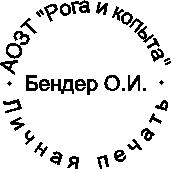 АОЗТ "Рога и копыта"
· Бендер О.И. ·
Личная печать